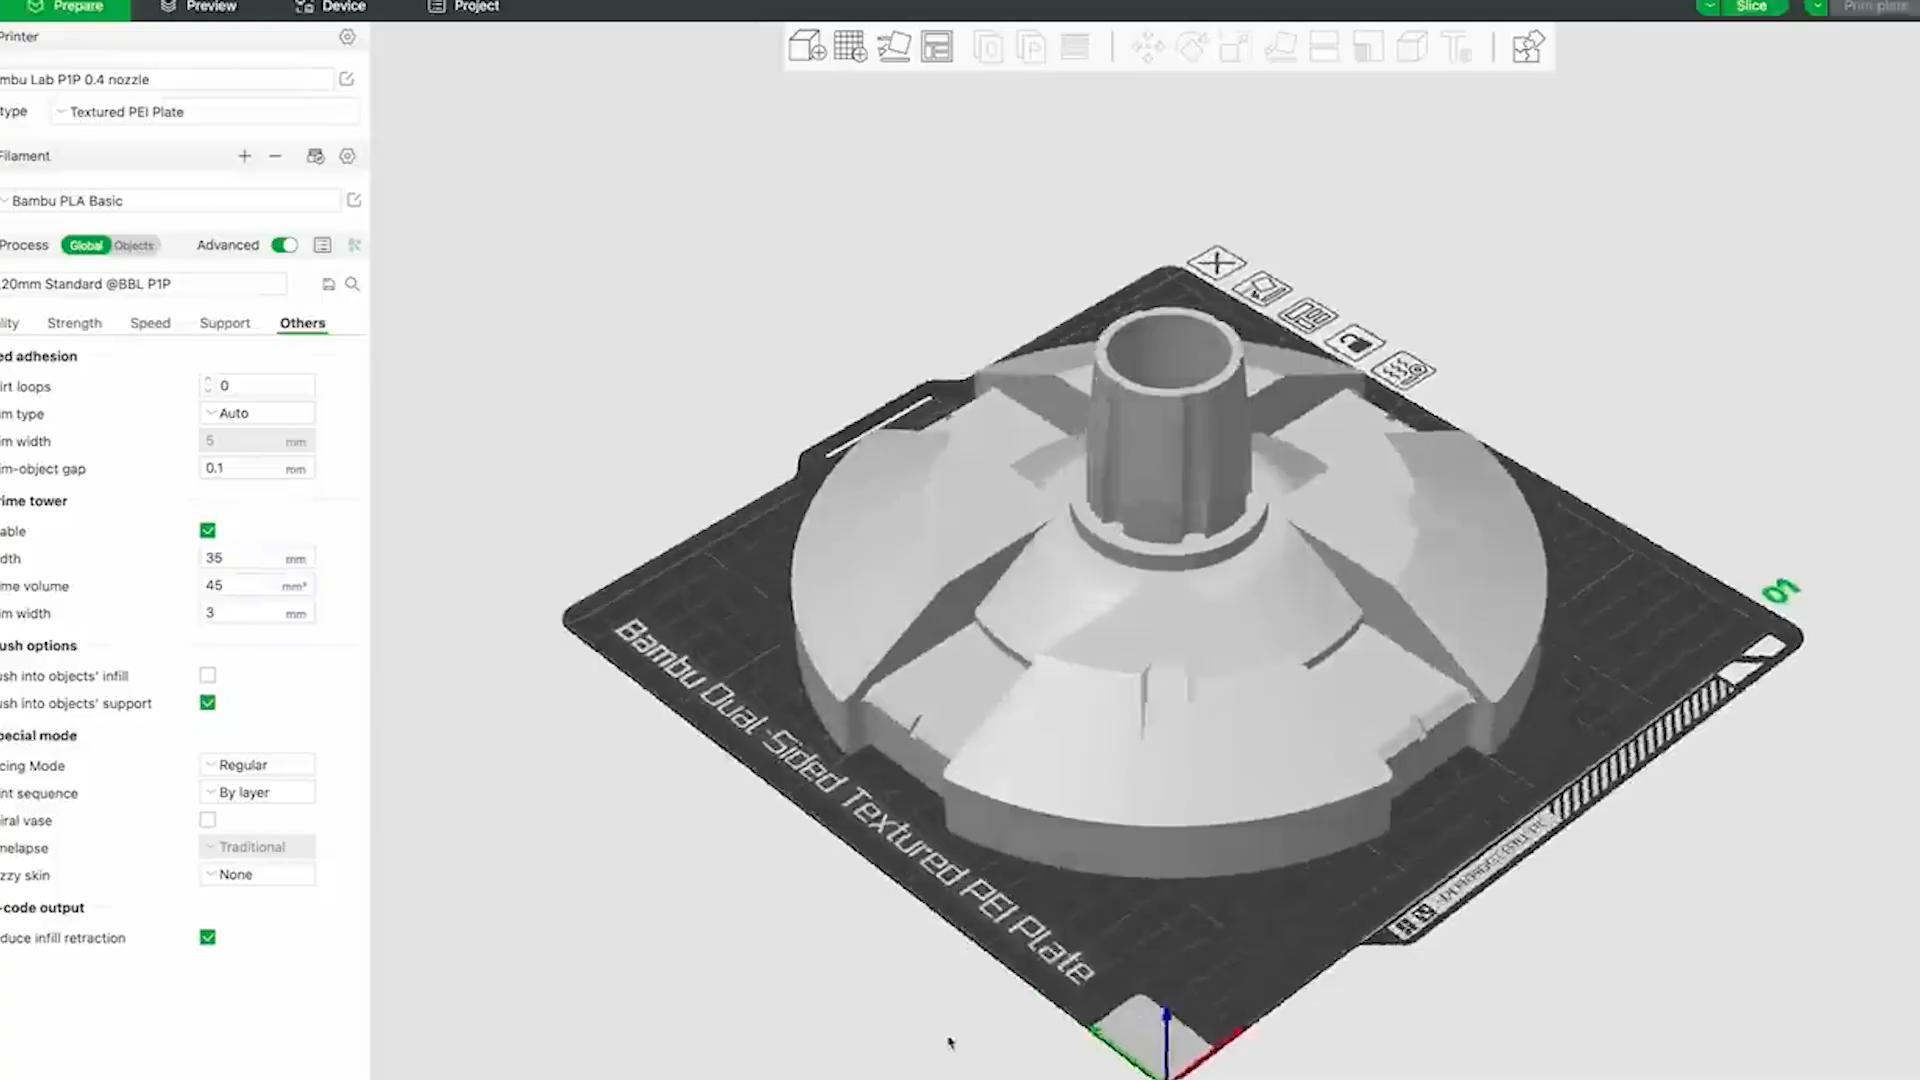 Prepare Preview Device Project Slice Print plate
Printer
mbu Lab P1P 0.4 nozzle
type Textured PEI Plate
Filament
Bambu PLA Basic
Process Global Objects Advanced
20mm Standard @BBL P1P
lity Strength Speed Support Others
ed adhesion
irt loops 0
im type Auto
im width 5 mm
im-object gap 0.1 mm
rime tower
able
dth 35 mm
ime volume 45 mm³
im width 3 mm
ush options
ush into objects' infill
ush into objects' support
pecial mode
cing Mode Regular
int sequence By layer
iral vase
melapse Traditional
zzy skin None
-code output
duce infill retraction
01
Bambu Dual-Sided Textured PEI Plate